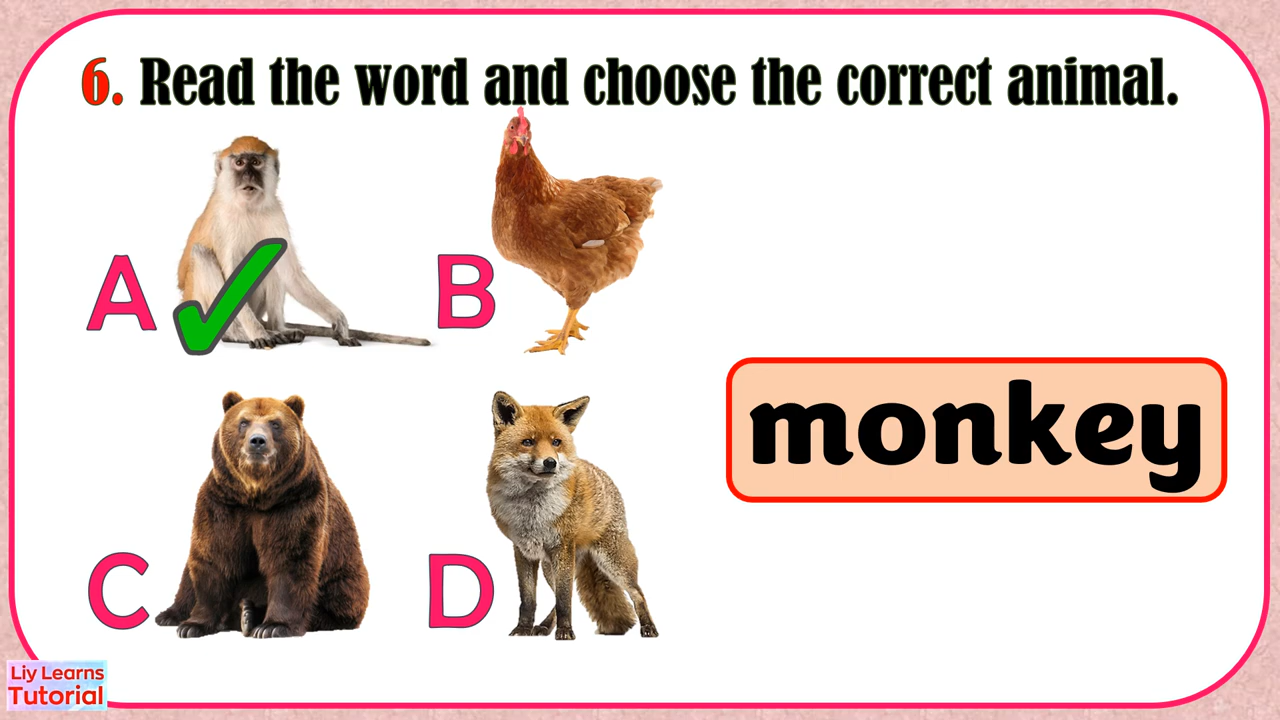 6. Read the word and choose the correct animal.
A
B
monkey
C
D
Liy Learns
Tutorial